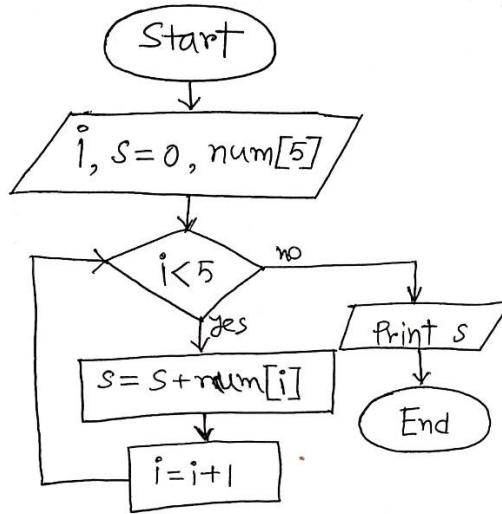 Start
i, s=0, num[5]
i<5
no
yes
Print s
s=s+num[i]
End
i=i+1